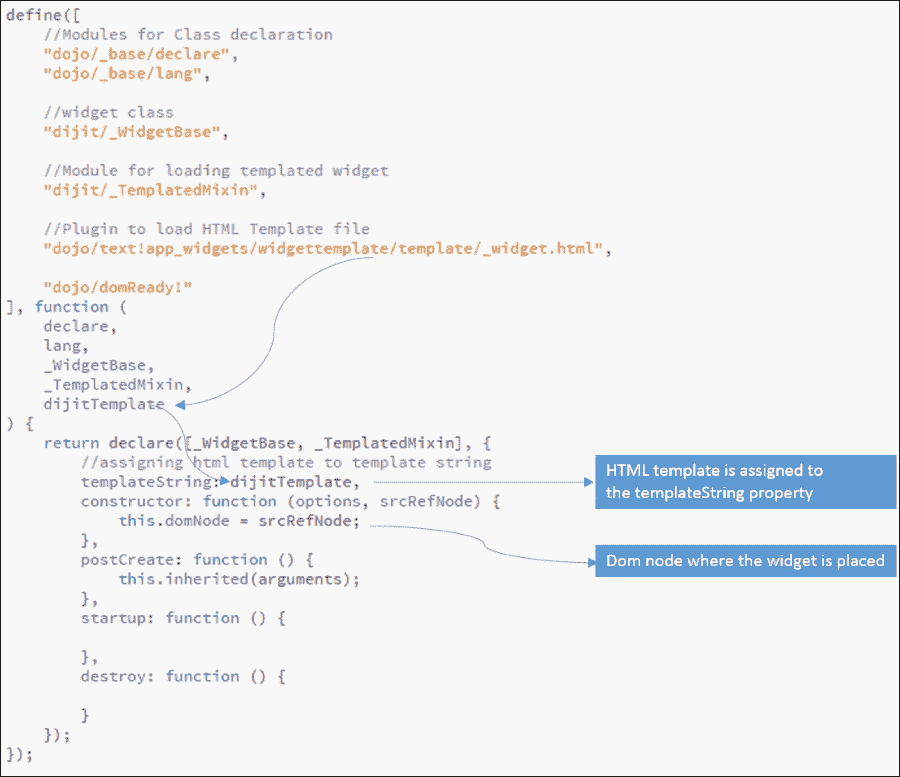 define([
    //Modules for Class declaration
    "dojo/_base/declare",
    "dojo/_base/lang",

    //widget class
    "dijit/_WidgetBase",

    //Module for loading templated widget
    "dijit/_TemplatedMixin",

    //Plugin to load HTML Template file
    "dojo/text!app_widgets/widgettemplate/template/_widget.html",

    "dojo/domReady!"
], function (
    declare,
    lang,
    _WidgetBase,
    _TemplatedMixin,
    dijitTemplate
) {
    return declare([_WidgetBase, _TemplatedMixin], {
        //assigning html template to template string
        templateString: dijitTemplate,
        constructor: function (options, srcRefNode) {
            this.domNode = srcRefNode;
        },
        postCreate: function () {
            this.inherited(arguments);
        },
        startup: function () {

        },
        destroy: function () {

        }
    });
});
HTML template is assigned to
the templateString property
Dom node where the widget is placed